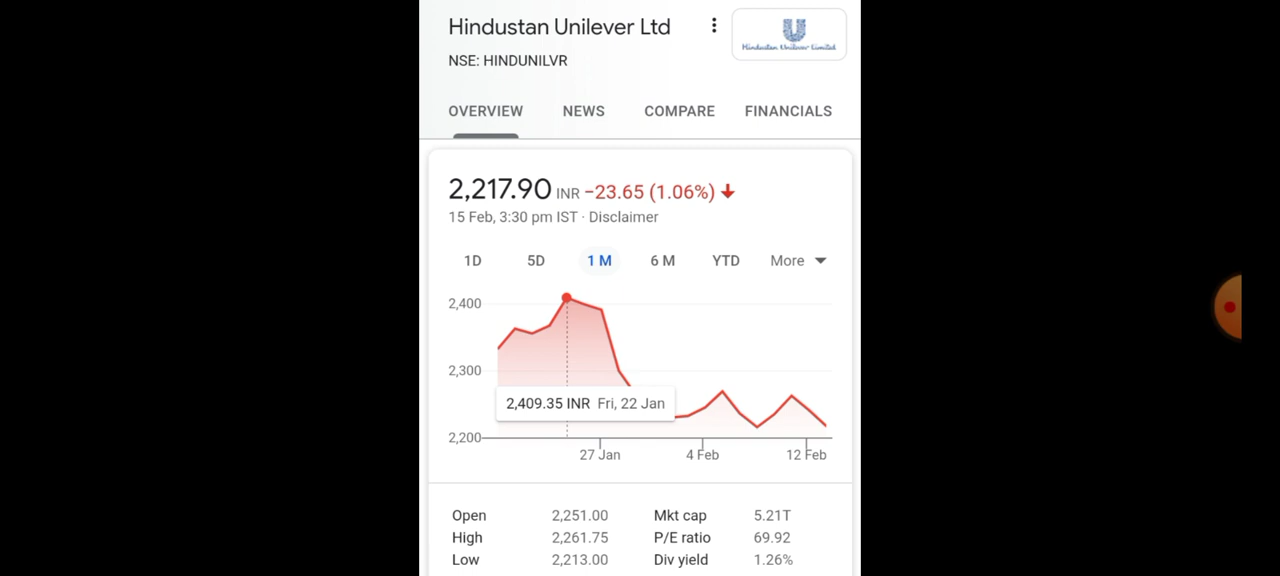 Hindustan Unilever Ltd
Hindustan Unilever Limited
NSE: HINDUNILVR
OVERVIEW NEWS COMPARE FINANCIALS
2,217.90 INR −23.65 (1.06%)
15 Feb, 3:30 pm IST · Disclaimer
1D 5D 1 M 6 M YTD More
2,400
2,300
2,409.35 INR Fri, 22 Jan
2,200
27 Jan 4 Feb 12 Feb
Open 2,251.00 Mkt cap 5.21T
High 2,261.75 P/E ratio 69.92
Low 2,213.00 Div yield 1.26%